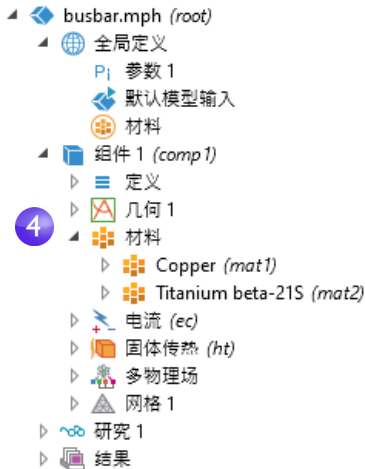 busbar.mph (root)
全局定义
Pi 参数 1
默认模型输入
材料
组件 1 (comp1)
定义
几何 1
4 材料
Copper (mat1)
Titanium beta-21S (mat2)
电流 (ec)
固体传热 (ht)
多物理场
网格 1
研究 1
结果